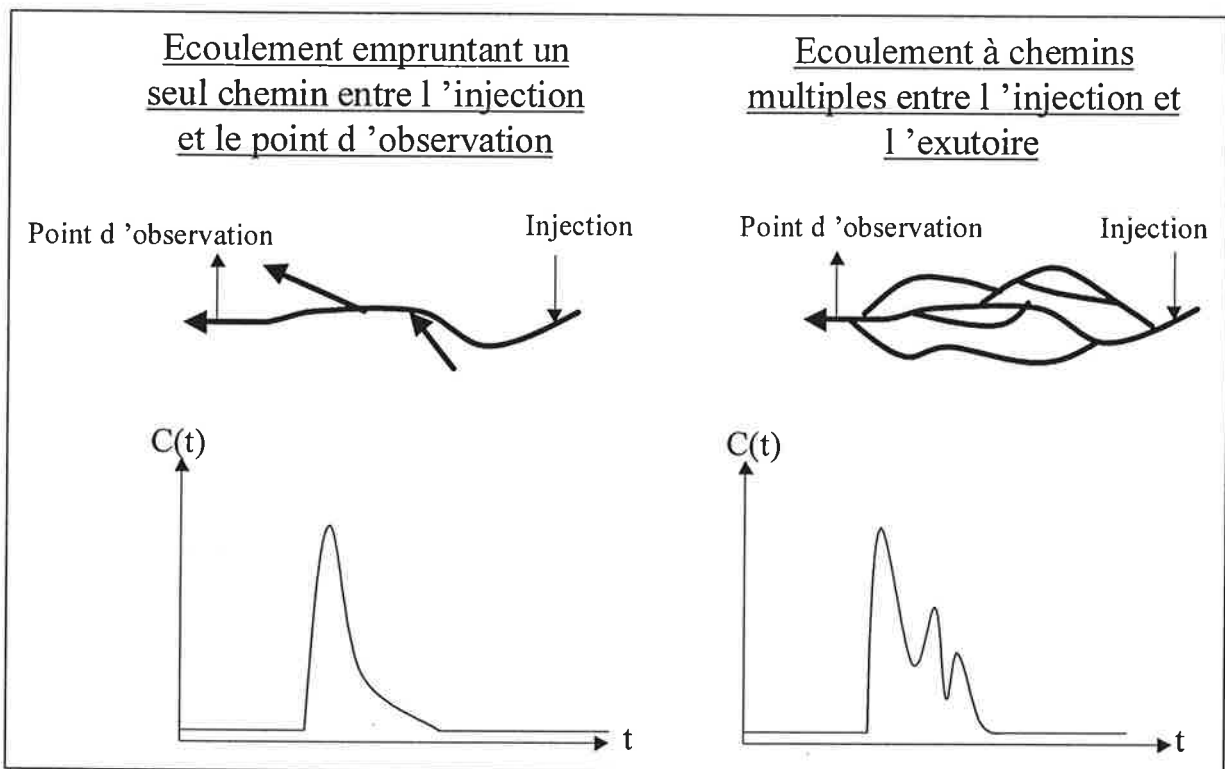 Ecoulement empruntant un
seul chemin entre l ’injection
et le point d ’observation
Point d ’observation
Injection
C(t)
t
Ecoulement à chemins
multiples entre l ’injection et
l ’exutoire
Point d ’observation
Injection
C(t)
t